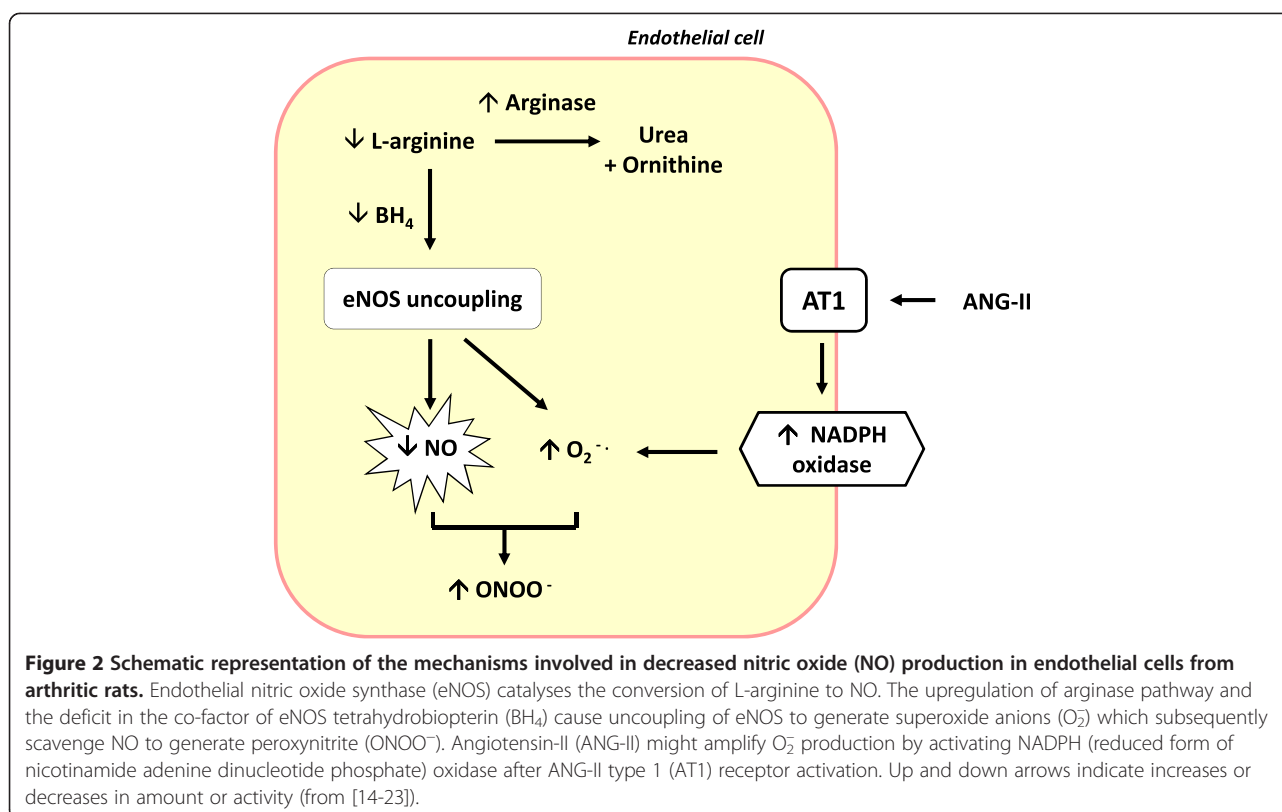 Endothelial cell
↑ Arginase
↓ L-arginine
Urea
+ Ornithine
↓ BH₄
eNOS uncoupling
AT1
ANG-II
↓ NO
↑ O₂⁻·
↑ NADPH
oxidase
↑ ONOO⁻
Figure 2 Schematic representation of the mechanisms involved in decreased nitric oxide (NO) production in endothelial cells from
arthritic rats. Endothelial nitric oxide synthase (eNOS) catalyses the conversion of L-arginine to NO. The upregulation of arginase pathway and
the deficit in the co-factor of eNOS tetrahydrobiopterin (BH₄) cause uncoupling of eNOS to generate superoxide anions (O₂) which subsequently
scavenge NO to generate peroxynitrite (ONOO⁻). Angiotensin-II (ANG-II) might amplify O₂⁻ production by activating NADPH (reduced form of
nicotinamide adenine dinucleotide phosphate) oxidase after ANG-II type 1 (AT1) receptor activation. Up and down arrows indicate increases or
decreases in amount or activity (from [14-23]).